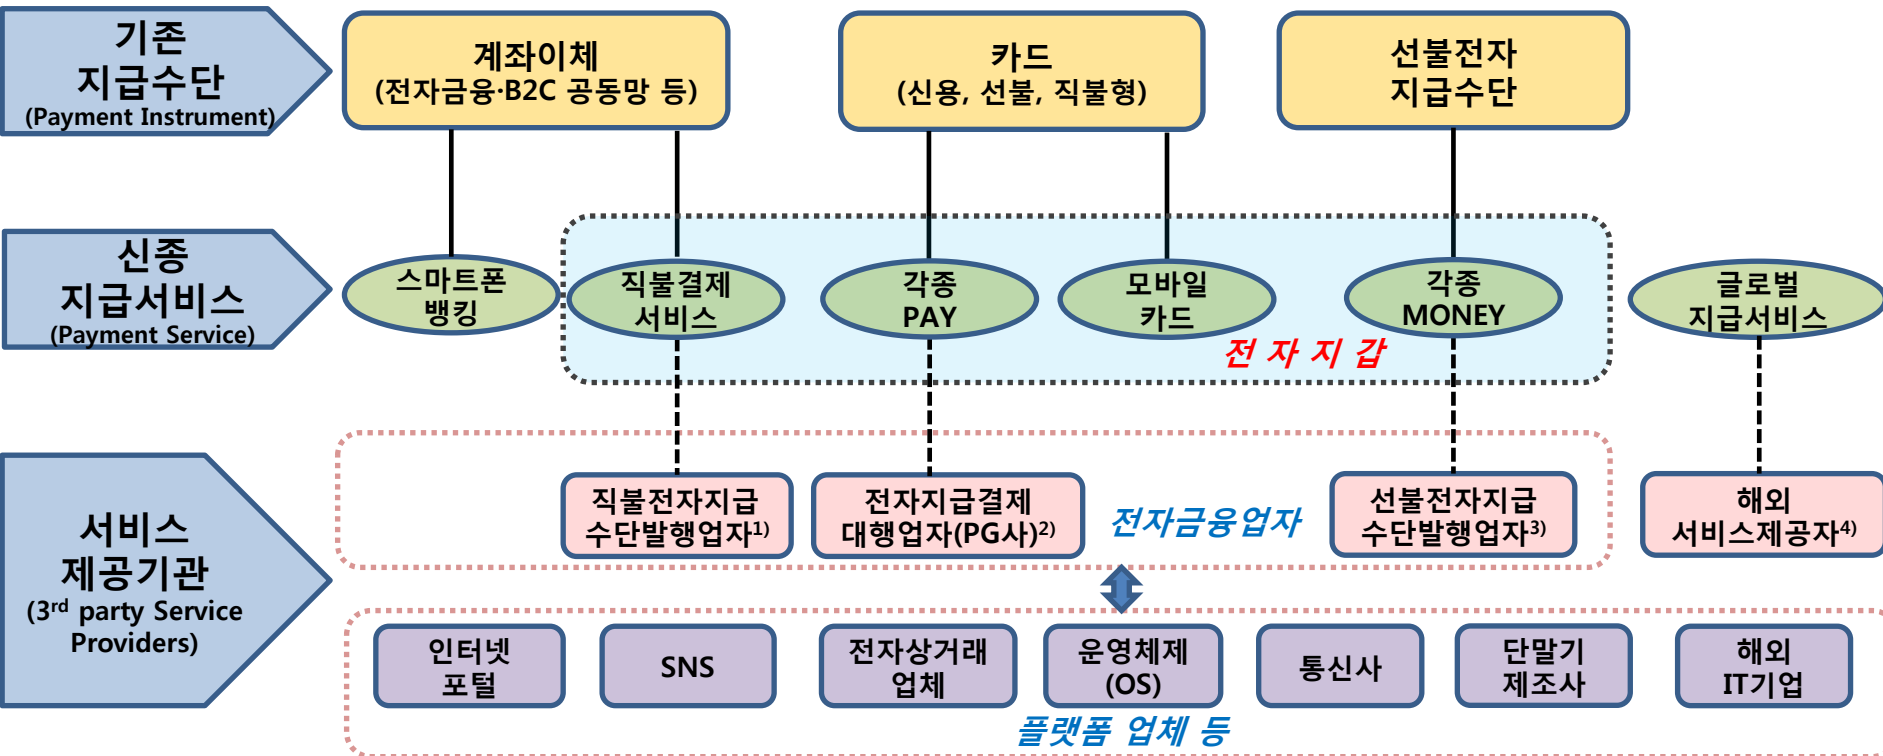 기존
지급수단
(Payment Instrument)
계좌이체
(전자금융·B2C 공동망 등)
카드
(신용, 선불, 직불형)
선불전자
지급수단
신종
지급서비스
(Payment Service)
스마트폰
뱅킹
직불결제
서비스
각종
PAY
모바일
카드
각종
MONEY
글로벌
지급서비스
전 자 지 갑
서비스
제공기관
(3rd party Service
Providers)
직불전자지급
수단발행업자1)
전자지급결제
대행업자(PG사)2)
전자금융업자
선불전자지급
수단발행업자3)
해외
서비스제공자4)
인터넷
포털
SNS
전자상거래
업체
운영체제
(OS)
통신사
단말기
제조사
해외
IT기업
플랫폼 업체 등